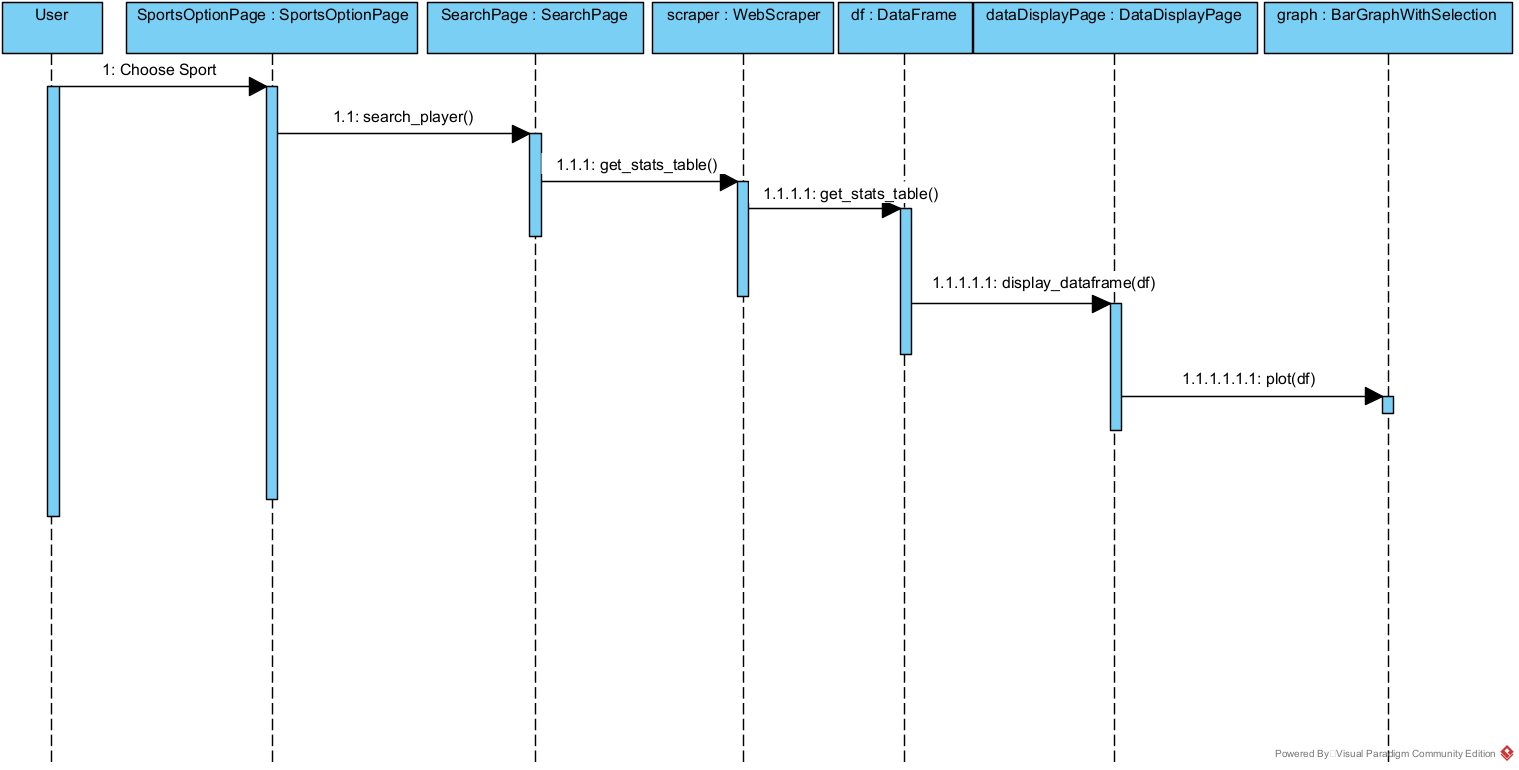 User
SportsOptionPage : SportsOptionPage
SearchPage : SearchPage
scraper : WebScraper
df : DataFrame
dataDisplayPage : DataDisplayPage
graph : BarGraphWithSelection
1: Choose Sport
1.1: search_player()
1.1.1: get_stats_table()
1.1.1.1: get_stats_table()
1.1.1.1.1: display_dataframe(df)
1.1.1.1.1.1: plot(df)
Powered By Visual Paradigm Community Edition